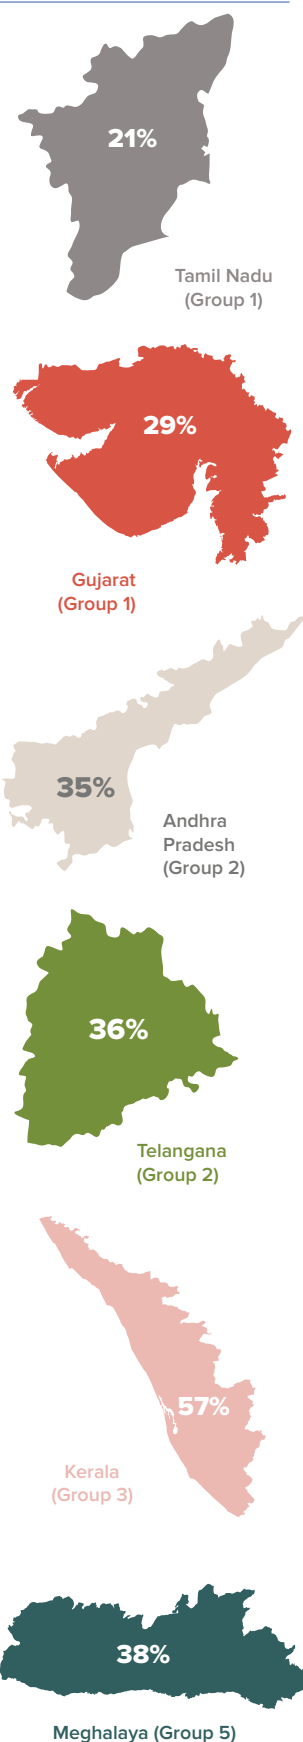 21%
Tamil Nadu
(Group 1)
29%
Gujarat
(Group 1)
35%
Andhra
Pradesh
(Group 2)
36%
Telangana
(Group 2)
57%
Kerala
(Group 3)
38%
Meghalaya (Group 5)